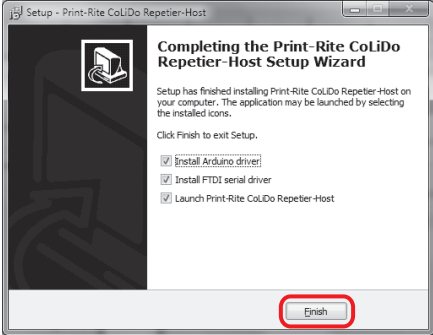 Setup - Print-Rite CoLiDo Repetier-Host
Completing the Print-Rite CoLiDo
Repetier-Host Setup Wizard
Setup has finished installing Print-Rite CoLiDo Repetier-Host on
your computer. The application may be launched by selecting
the installed icons.
Click Finish to exit Setup.
Install Arduino driver
Install FTDI serial driver
Launch Print-Rite CoLiDo Repetier-Host
Finish